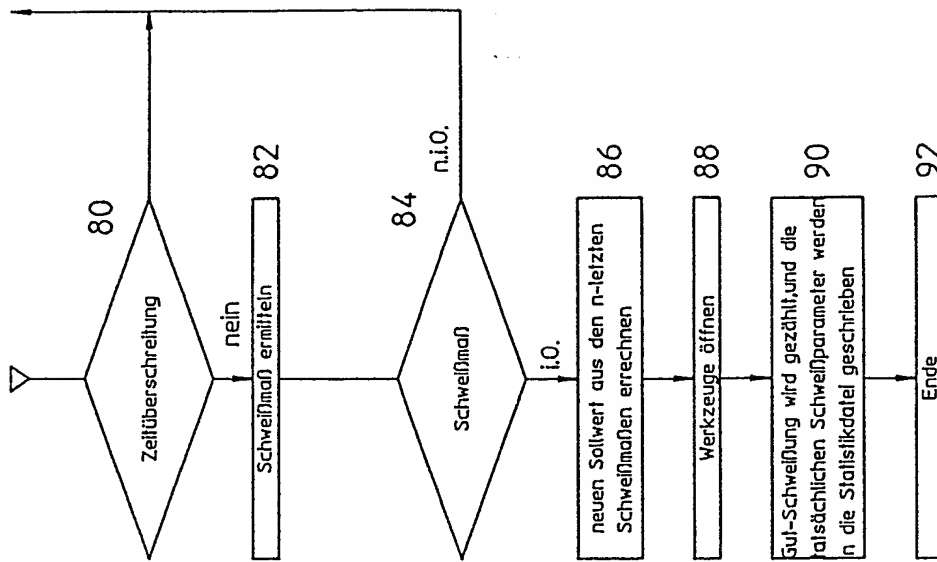 80
Zeitüberschreitung
nein
82
Schweißmaß ermitteln
84
n.i.O.
Schweißmaß
i.O.
86
neuen Sollwert aus den n-letzten
Schweißmaßen errechnen
88
Werkzeuge öffnen
90
Gut-Schweißung wird gezählt,und die
tatsächlichen Schweißparameter werden
n die Statistikdatei geschrieben
92
Ende